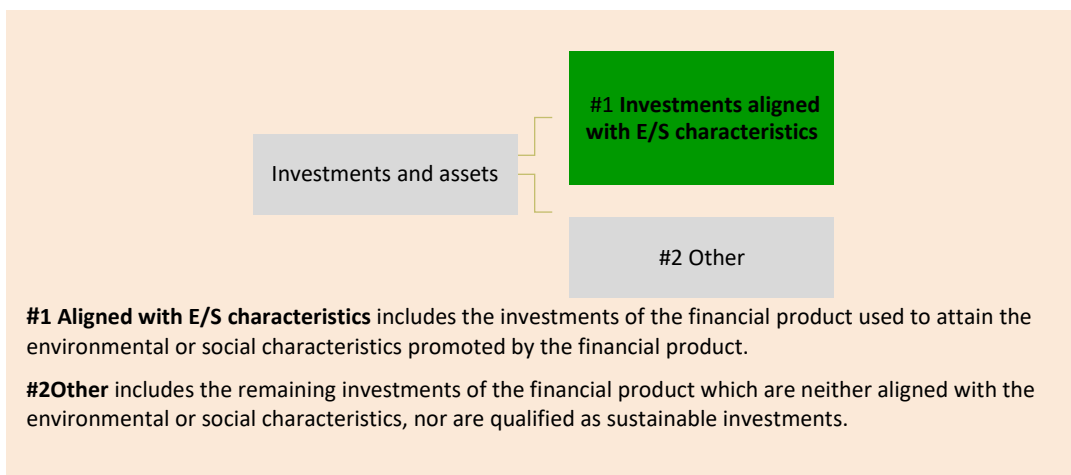 #1 Investments aligned
with E/S characteristics
Investments and assets
#2 Other
#1 Aligned with E/S characteristics includes the investments of the financial product used to attain the
environmental or social characteristics promoted by the financial product.
#2Other includes the remaining investments of the financial product which are neither aligned with the
environmental or social characteristics, nor are qualified as sustainable investments.